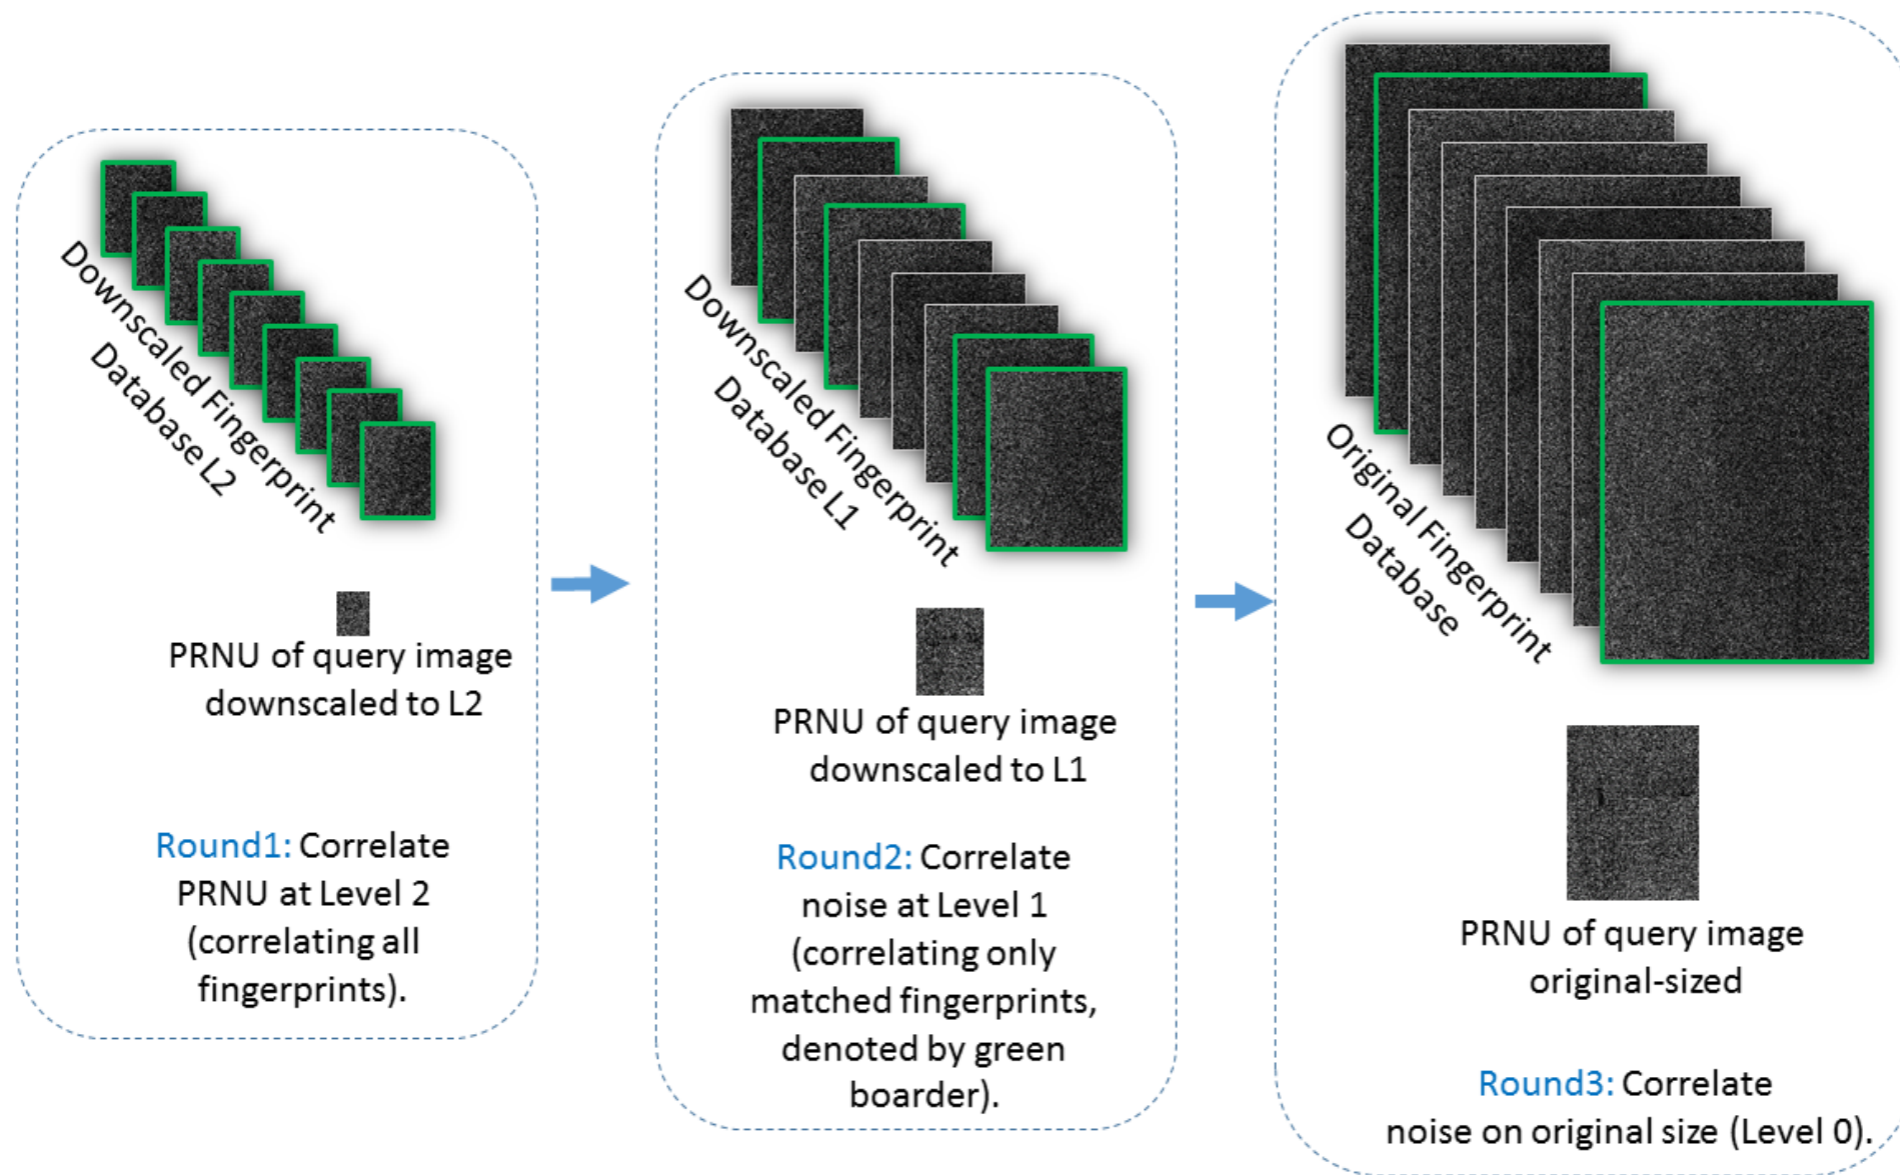 Downscaled Fingerprint
Database L2
PRNU of query image
downscaled to L2
Round1: Correlate
PRNU at Level 2
(correlating all
fingerprints).
Downscaled Fingerprint
Database L1
PRNU of query image
downscaled to L1
Round2: Correlate
noise at Level 1
(correlating only
matched fingerprints,
denoted by green
boarder).
Original Fingerprint
Database
PRNU of query image
original-sized
Round3: Correlate
noise on original size (Level 0).